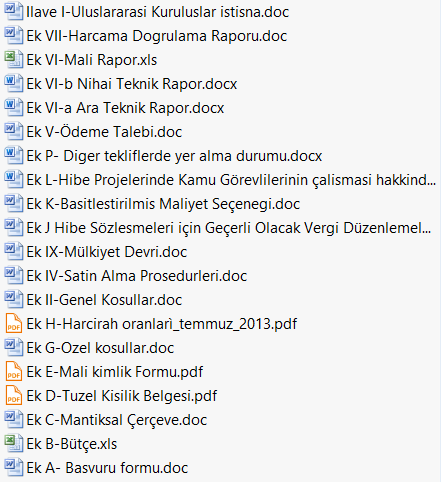 Ilave I-Uluslararasi Kuruluslar istisna.doc
Ek VII-Harcama Dogrulama Raporu.doc
Ek VI-Mali Rapor.xls
Ek VI-b Nihai Teknik Rapor.docx
Ek VI-a Ara Teknik Rapor.docx
Ek V-Ödeme Talebi.doc
Ek P- Diger tekliflerde yer alma durumu.docx
Ek L-Hibe Projelerinde Kamu Görevlilerinin çalismasi hakkind...
Ek K-Basitlestirilmis Maliyet Seçenegi.doc
Ek J Hibe Sözlesmeleri için Geçerli Olacak Vergi Düzenlemel...
Ek IX-Mülkiyet Devri.doc
Ek IV-Satin Alma Prosedurleri.doc
Ek II-Genel Kosullar.doc
Ek H-Harcirah oranlarì_temmuz_2013.pdf
Ek G-Ozel kosullar.doc
Ek E-Mali kimlik Formu.pdf
Ek D-Tuzel Kisilik Belgesi.pdf
Ek C-Mantiksal Çerçeve.doc
Ek B-Bütçe.xls
Ek A- Basvuru formu.doc